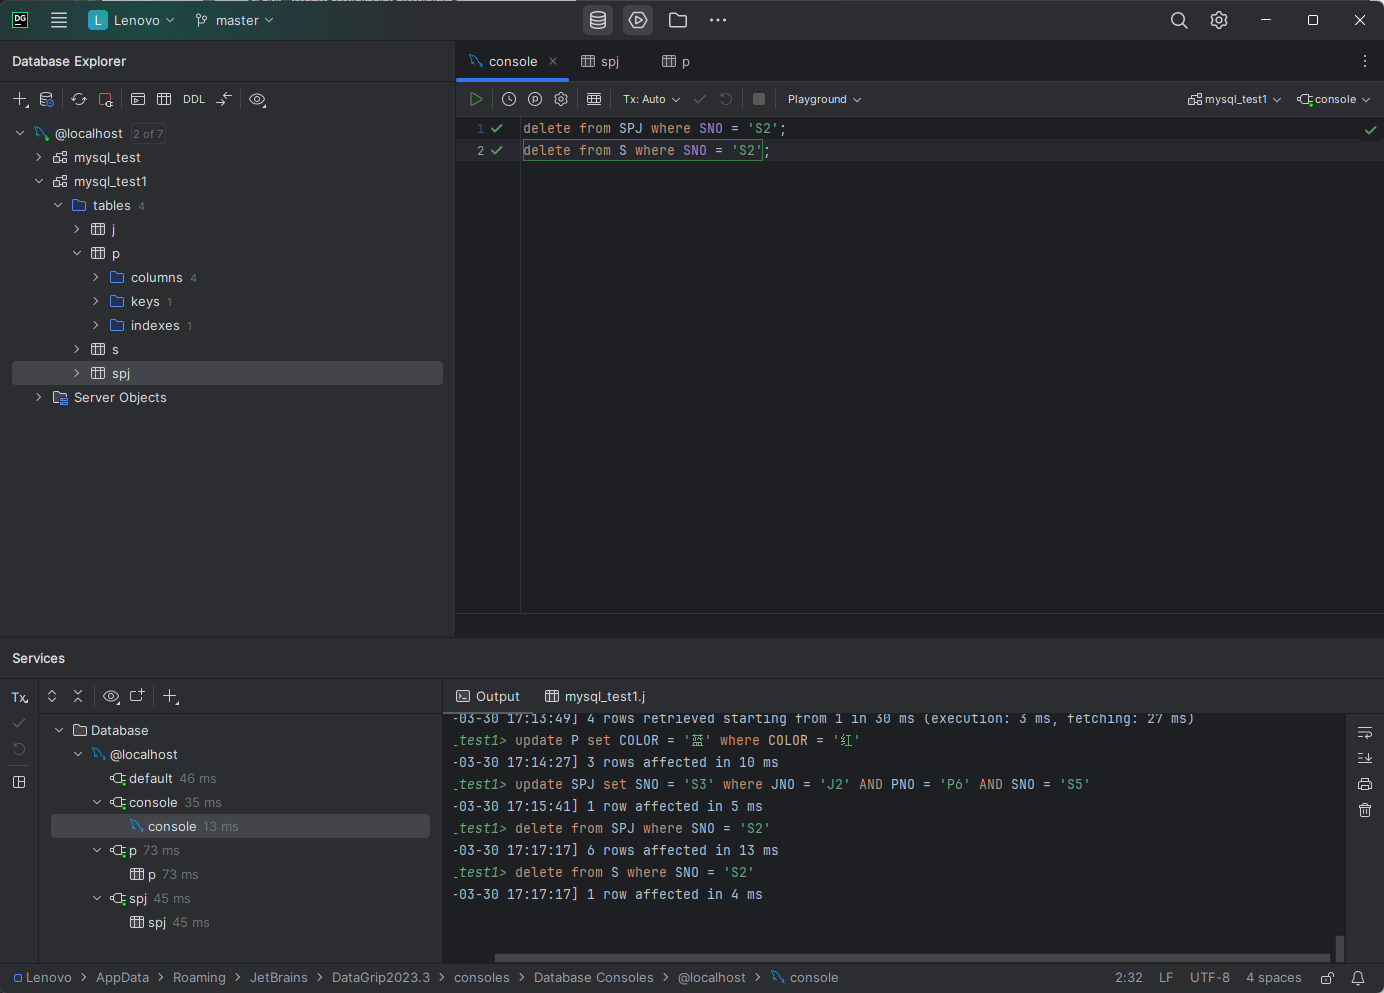 DG L Lenovo master
Database Explorer
console
spj
p
DDL
Tx: Auto
Playground
mysql_test1
console
@localhost 2 of 7
mysql_test
mysql_test1
tables 4
j
p
columns 4
keys 1
indexes 1
s
spj
Server Objects
1 delete from SPJ where SNO = 'S2';
2 delete from S where SNO = 'S2';
Services
Tx
Database
@localhost
default 46 ms
console 35 ms
console 13 ms
p 73 ms
p 73 ms
spj 45 ms
spj 45 ms
Output
mysql_test1.j
-03-30 17:13:49] 4 rows retrieved starting from 1 in 30 ms (execution: 3 ms, fetching: 27 ms)
_test1> update P set COLOR = '蓝' where COLOR = '红'
-03-30 17:14:27] 3 rows affected in 10 ms
_test1> update SPJ set SNO = 'S3' where JNO = 'J2' AND PNO = 'P6' AND SNO = 'S5'
-03-30 17:15:41] 1 row affected in 5 ms
_test1> delete from SPJ where SNO = 'S2'
-03-30 17:17:17] 6 rows affected in 13 ms
_test1> delete from S where SNO = 'S2'
-03-30 17:17:17] 1 row affected in 4 ms
Lenovo > AppData > Roaming > JetBrains > DataGrip2023.3 > consoles > Database Consoles > @localhost > console
2:32 LF UTF-8 4 spaces